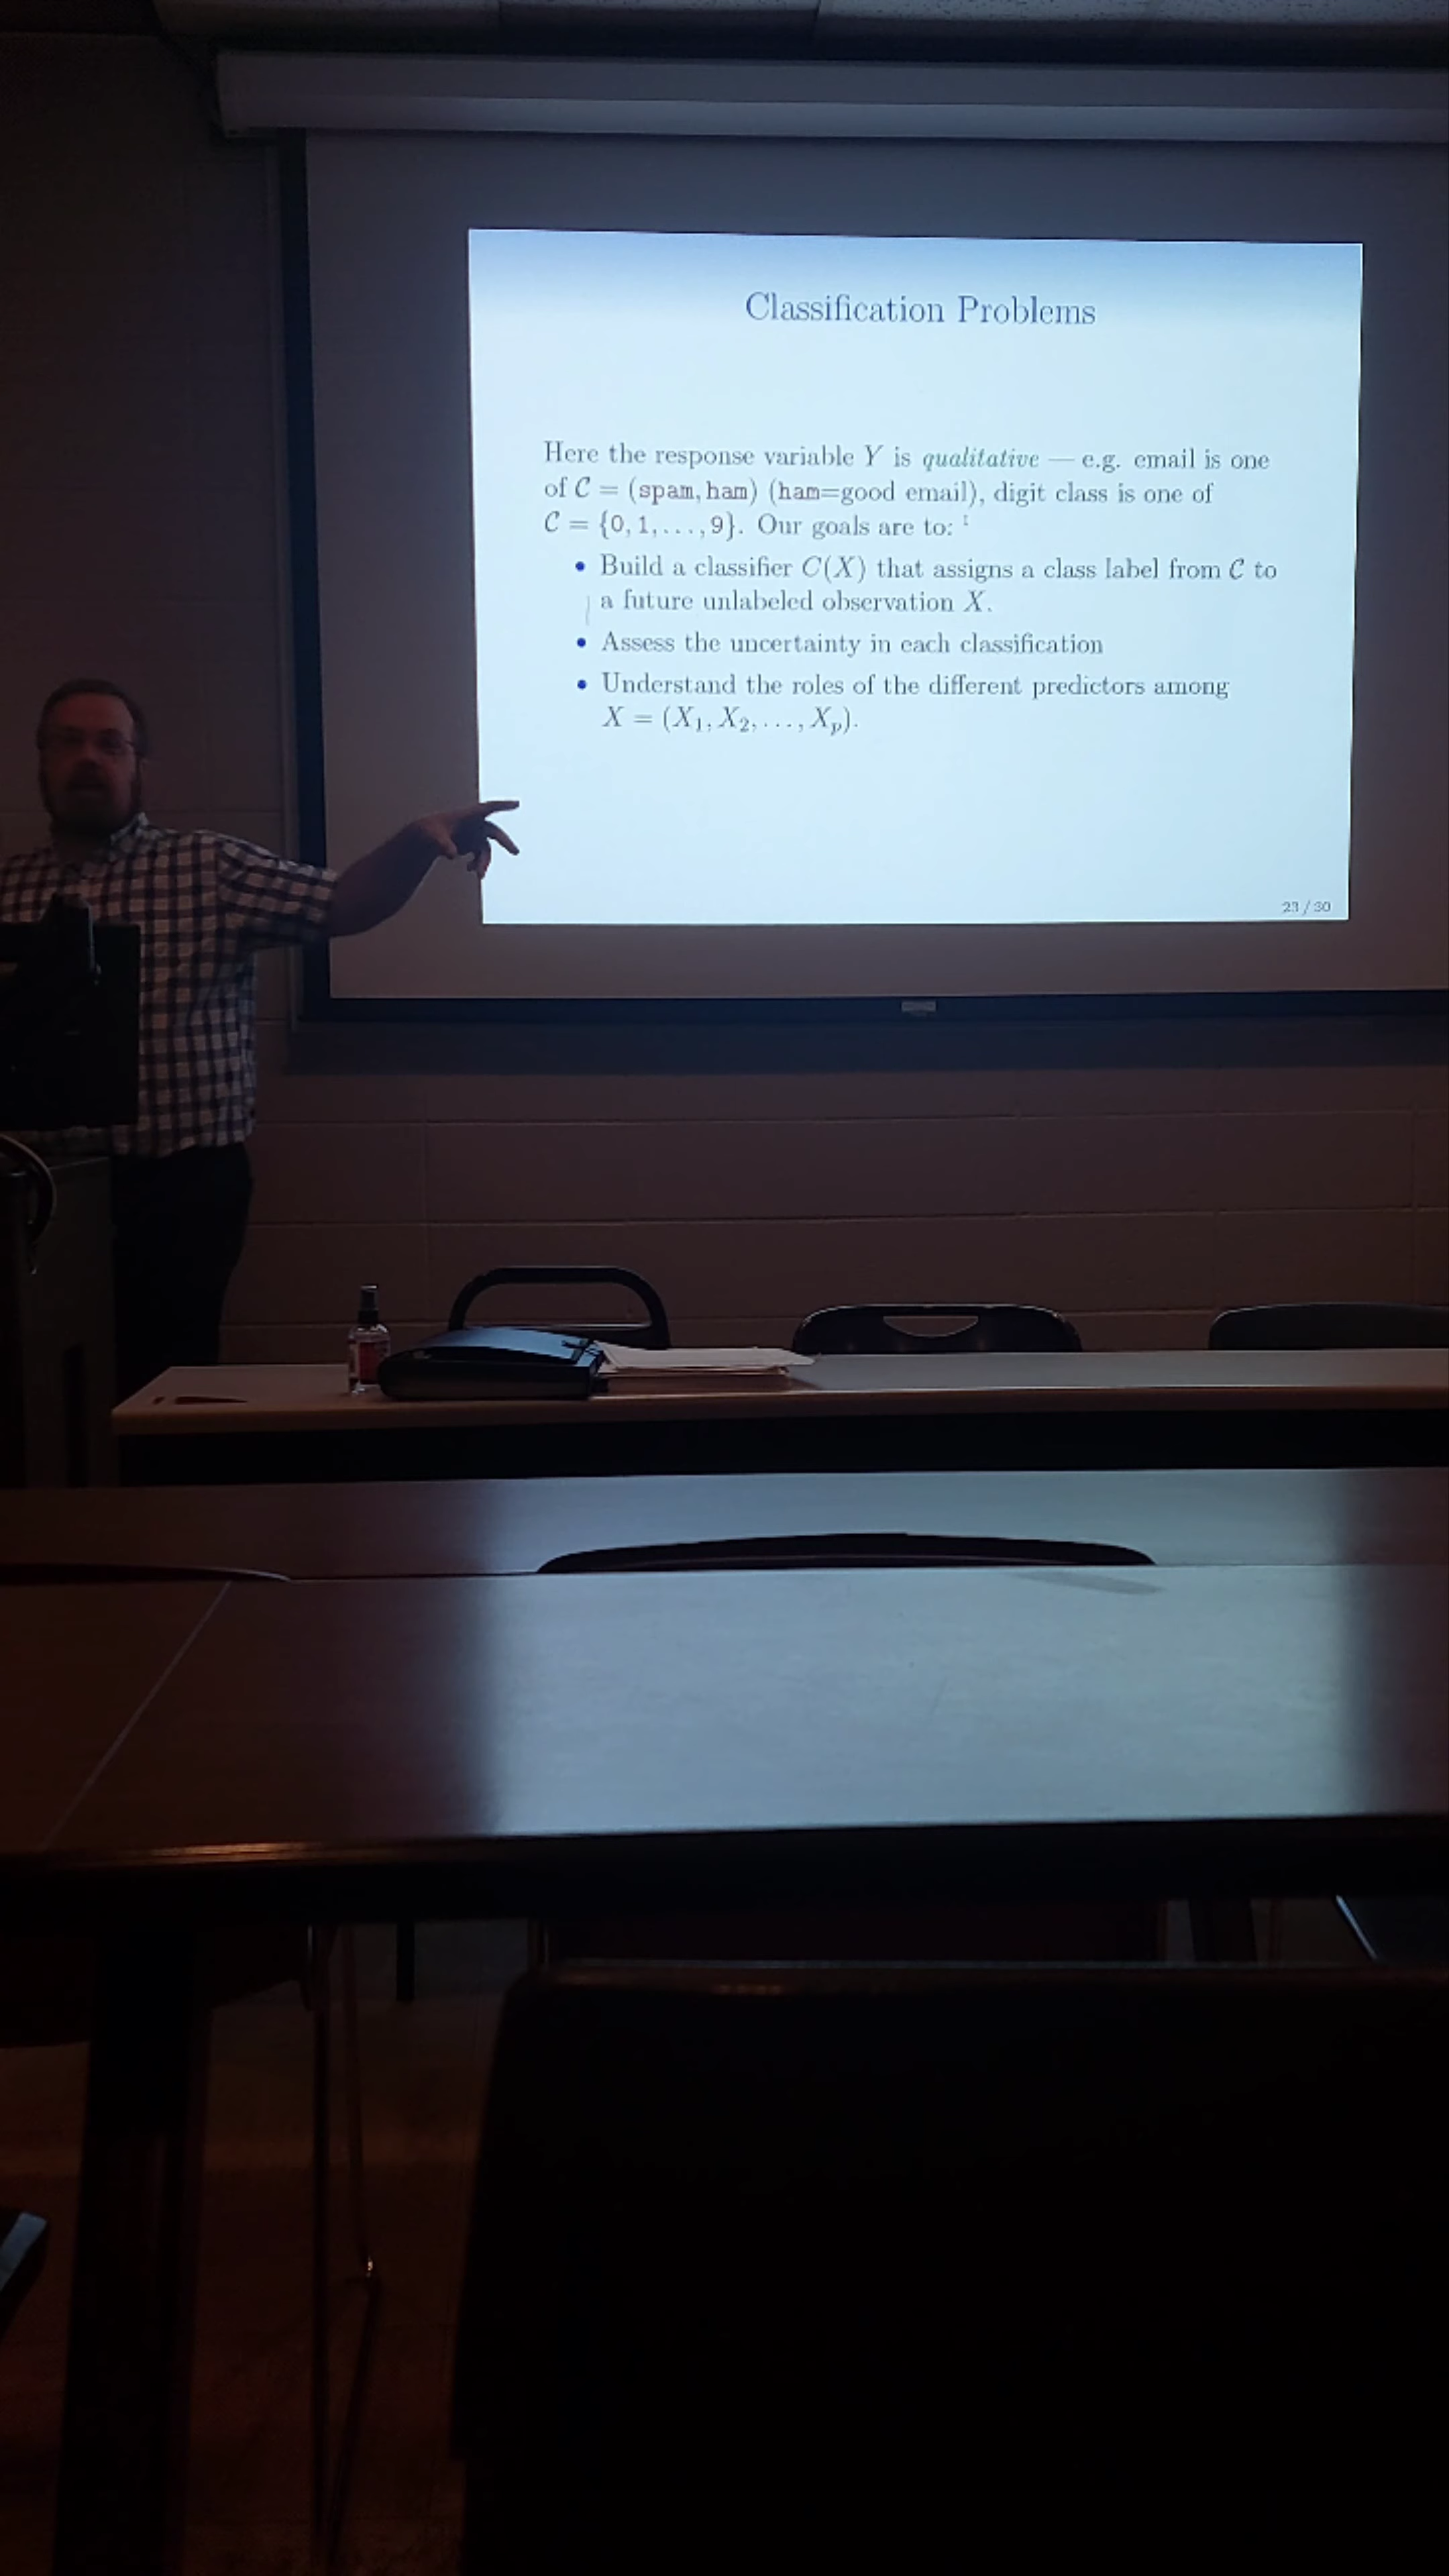 Classification Problems
Here the response variable Y is qualitative — e.g. email is one
of 𝒞 = (spam, ham) (ham=good email), digit class is one of
𝒞 = {0, 1, . . . , 9}. Our goals are to:
• Build a classifier C(X) that assigns a class label from 𝒞 to
a future unlabeled observation X.
• Assess the uncertainty in each classification
• Understand the roles of the different predictors among
X = (X₁, X₂, . . . , Xₚ).
23 / 30